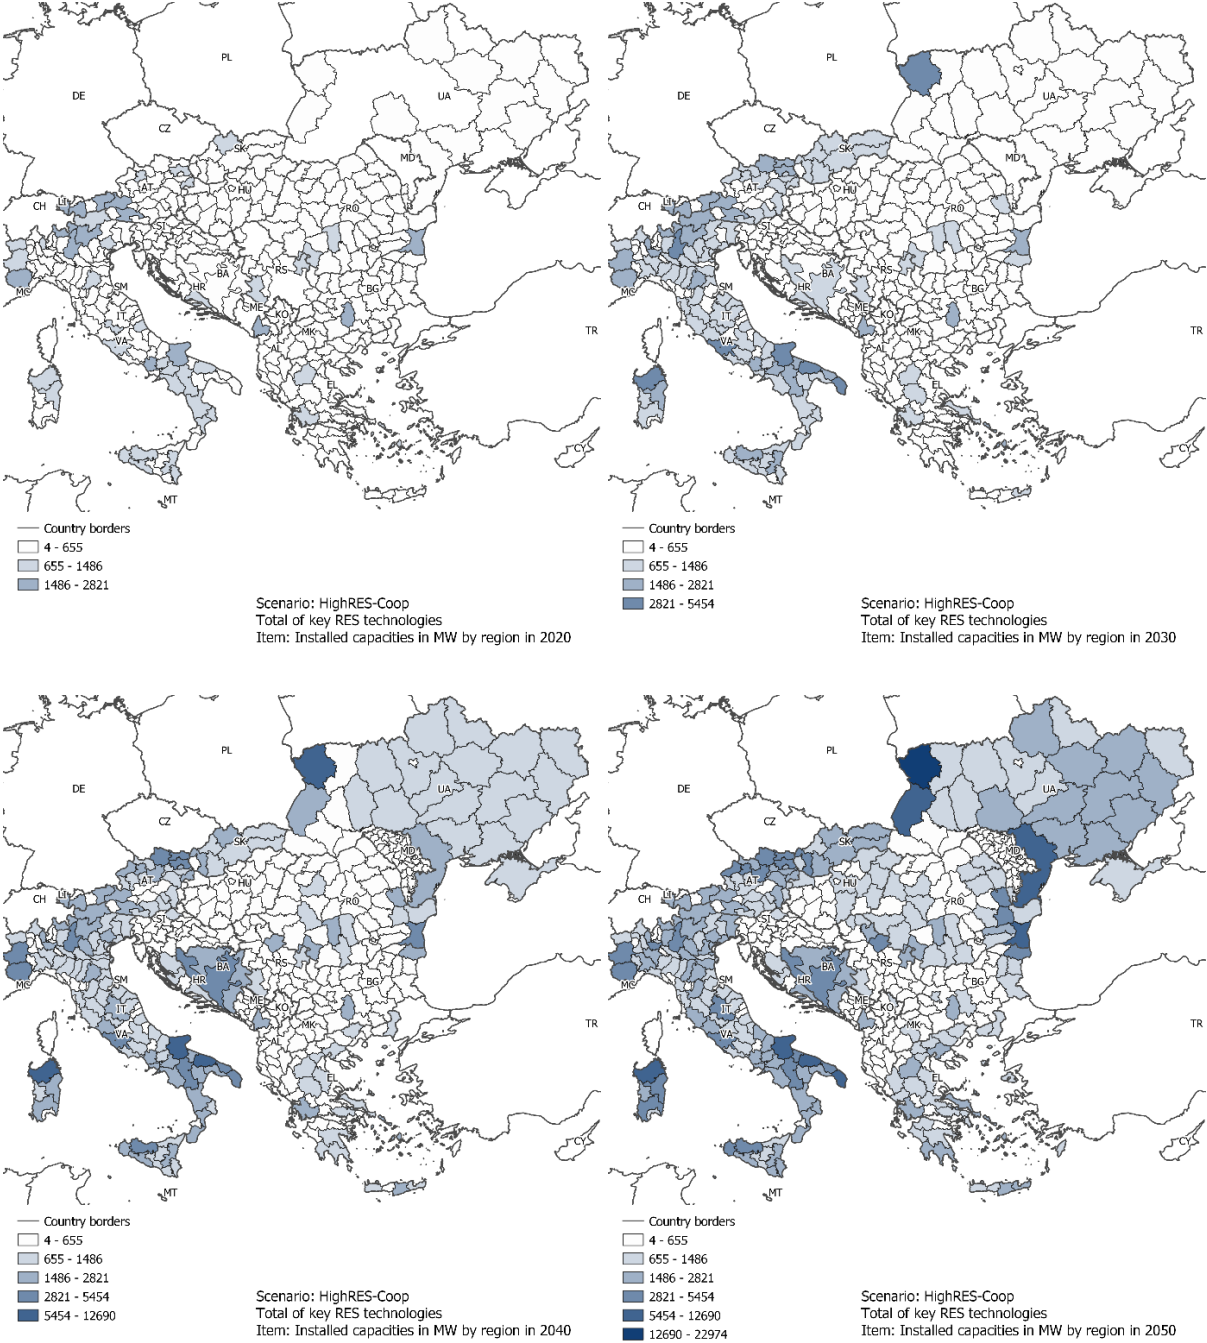 PL
DE
UA
CZ
SK
MD
AT
HU
CH
LI
RO
SI
BA
RS
HR
MC
SM
ME
KO
BG
IT
MK
VA
AL
TR
EL
CY
MT
Country borders
4 - 655
655 - 1486
1486 - 2821
Scenario: HighRES-Coop
Total of key RES technologies
Item: Installed capacities in MW by region in 2020
PL
DE
UA
CZ
SK
MD
AT
HU
CH
LI
RO
SI
BA
RS
HR
MC
SM
ME
KO
BG
IT
MK
VA
AL
TR
EL
CY
MT
Country borders
4 - 655
655 - 1486
1486 - 2821
2821 - 5454
Scenario: HighRES-Coop
Total of key RES technologies
Item: Installed capacities in MW by region in 2030
PL
DE
UA
CZ
SK
MD
AT
HU
CH
LI
RO
SI
BA
RS
HR
MC
SM
ME
KO
BG
IT
MK
VA
AL
TR
EL
CY
MT
Country borders
4 - 655
655 - 1486
1486 - 2821
2821 - 5454
5454 - 12690
Scenario: HighRES-Coop
Total of key RES technologies
Item: Installed capacities in MW by region in 2040
PL
DE
UA
CZ
SK
MD
AT
HU
CH
LI
RO
SI
BA
RS
HR
MC
SM
ME
KO
BG
IT
MK
VA
AL
TR
EL
CY
MT
Country borders
4 - 655
655 - 1486
1486 - 2821
2821 - 5454
5454 - 12690
12690 - 22974
Scenario: HighRES-Coop
Total of key RES technologies
Item: Installed capacities in MW by region in 2050